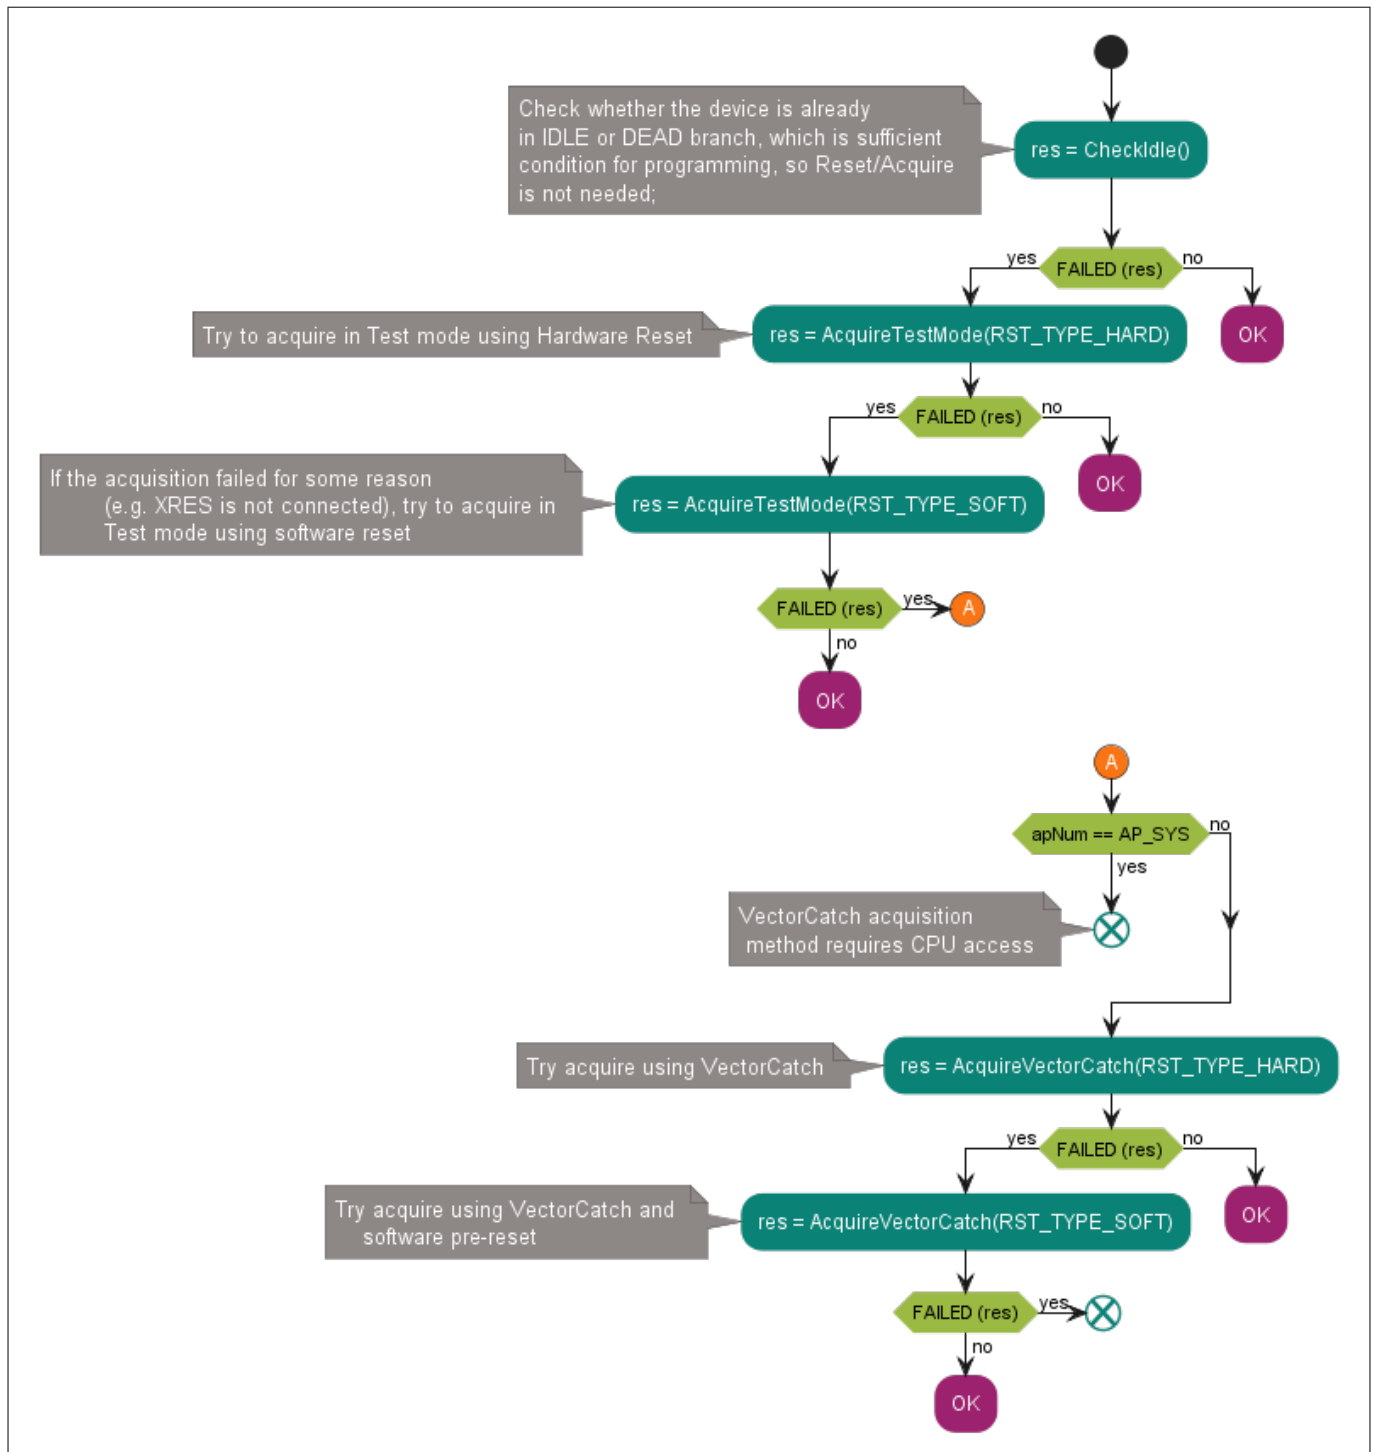 Check whether the device is already
in IDLE or DEAD branch, which is sufficient
condition for programming, so Reset/Acquire
is not needed;
res = CheckIdle()
yes
FAILED (res)
no
Try to acquire in Test mode using Hardware Reset
res = AcquireTestMode(RST_TYPE_HARD)
OK
yes
FAILED (res)
no
If the acquisition failed for some reason
(e.g. XRES is not connected), try to acquire in
Test mode using software reset
res = AcquireTestMode(RST_TYPE_SOFT)
OK
FAILED (res)
yes
A
no
OK
A
apNum == AP_SYS
no
yes
VectorCatch acquisition
method requires CPU access
Try acquire using VectorCatch
res = AcquireVectorCatch(RST_TYPE_HARD)
yes
FAILED (res)
no
Try acquire using VectorCatch and
software pre-reset
res = AcquireVectorCatch(RST_TYPE_SOFT)
OK
FAILED (res)
yes
no
OK